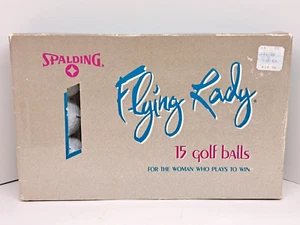 SPALDING
Flying Lady
15 golf balls
FOR THE WOMAN WHO PLAYS TO WIN